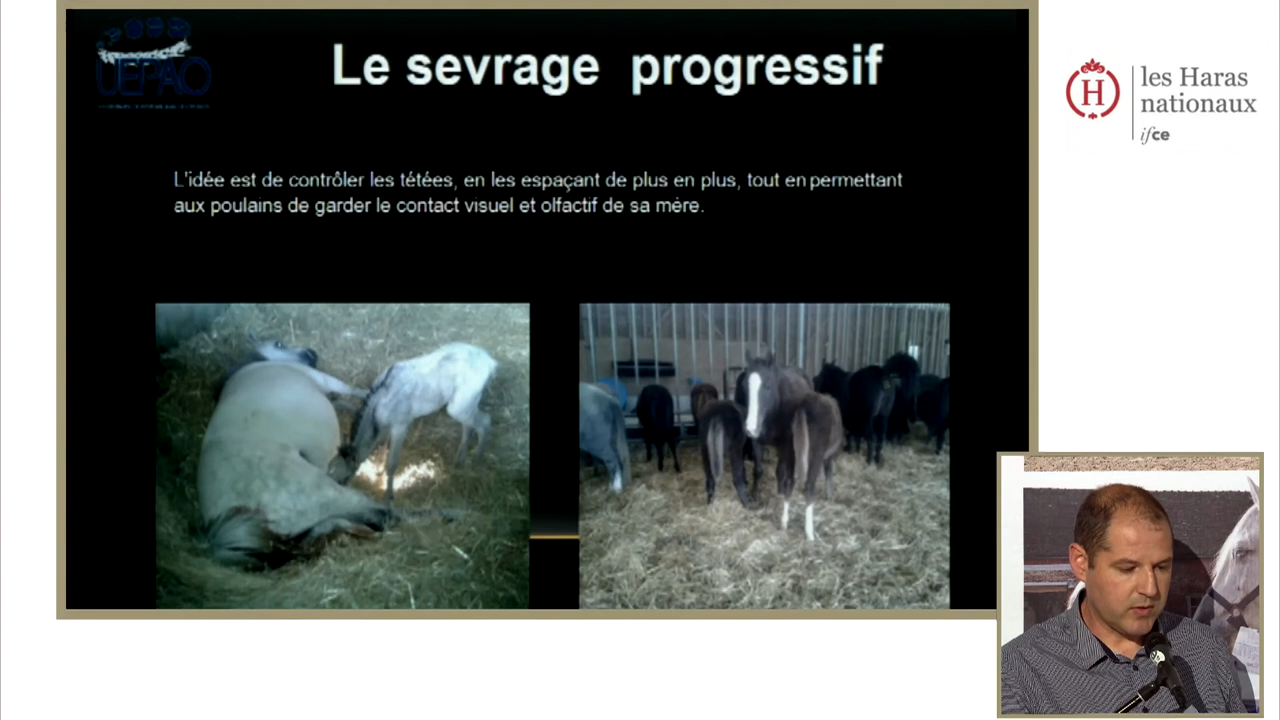 UEPAO
Le sevrage progressif
L'idée est de contrôler les tétées, en les espaçant de plus en plus, tout en permettant
aux poulains de garder le contact visuel et olfactif de sa mère.
H
les Haras
nationaux
ifce